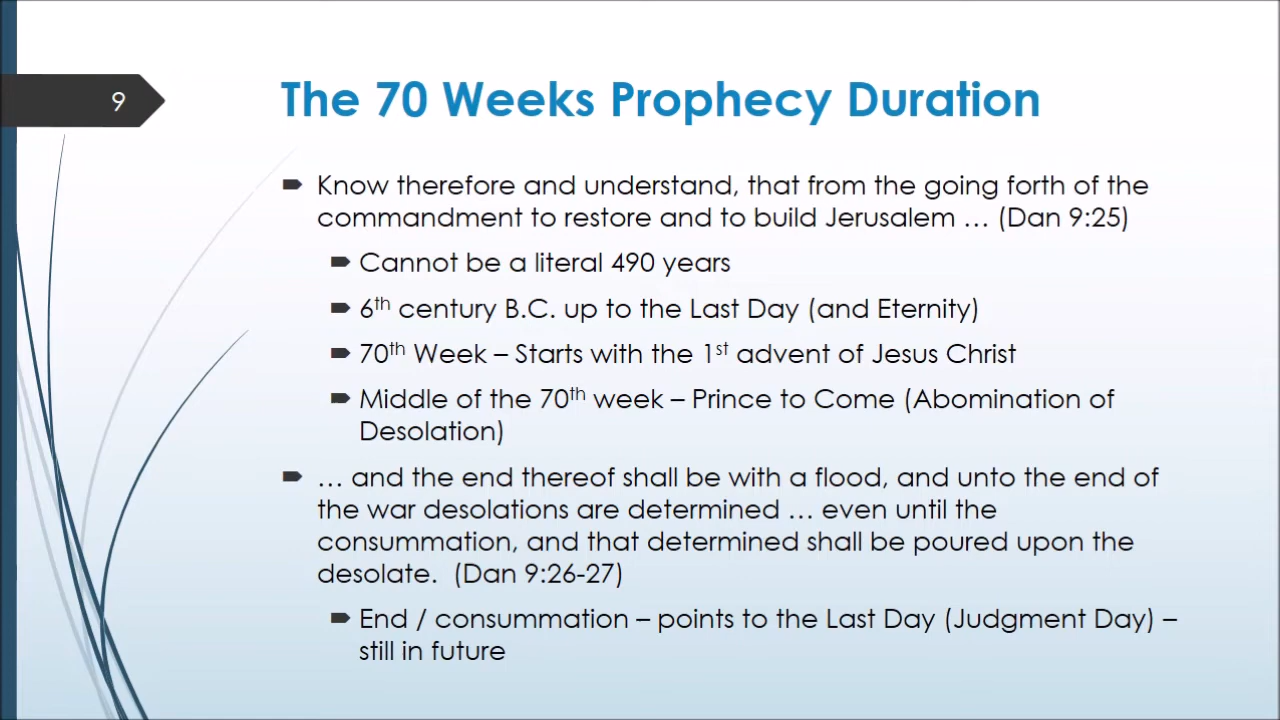 9
The 70 Weeks Prophecy Duration
Know therefore and understand, that from the going forth of the
commandment to restore and to build Jerusalem … (Dan 9:25)
Cannot be a literal 490 years
6th century B.C. up to the Last Day (and Eternity)
70th Week – Starts with the 1st advent of Jesus Christ
Middle of the 70th week – Prince to Come (Abomination of
Desolation)
… and the end thereof shall be with a flood, and unto the end of
the war desolations are determined … even until the
consummation, and that determined shall be poured upon the
desolate.  (Dan 9:26-27)
End / consummation – points to the Last Day (Judgment Day) –
still in future